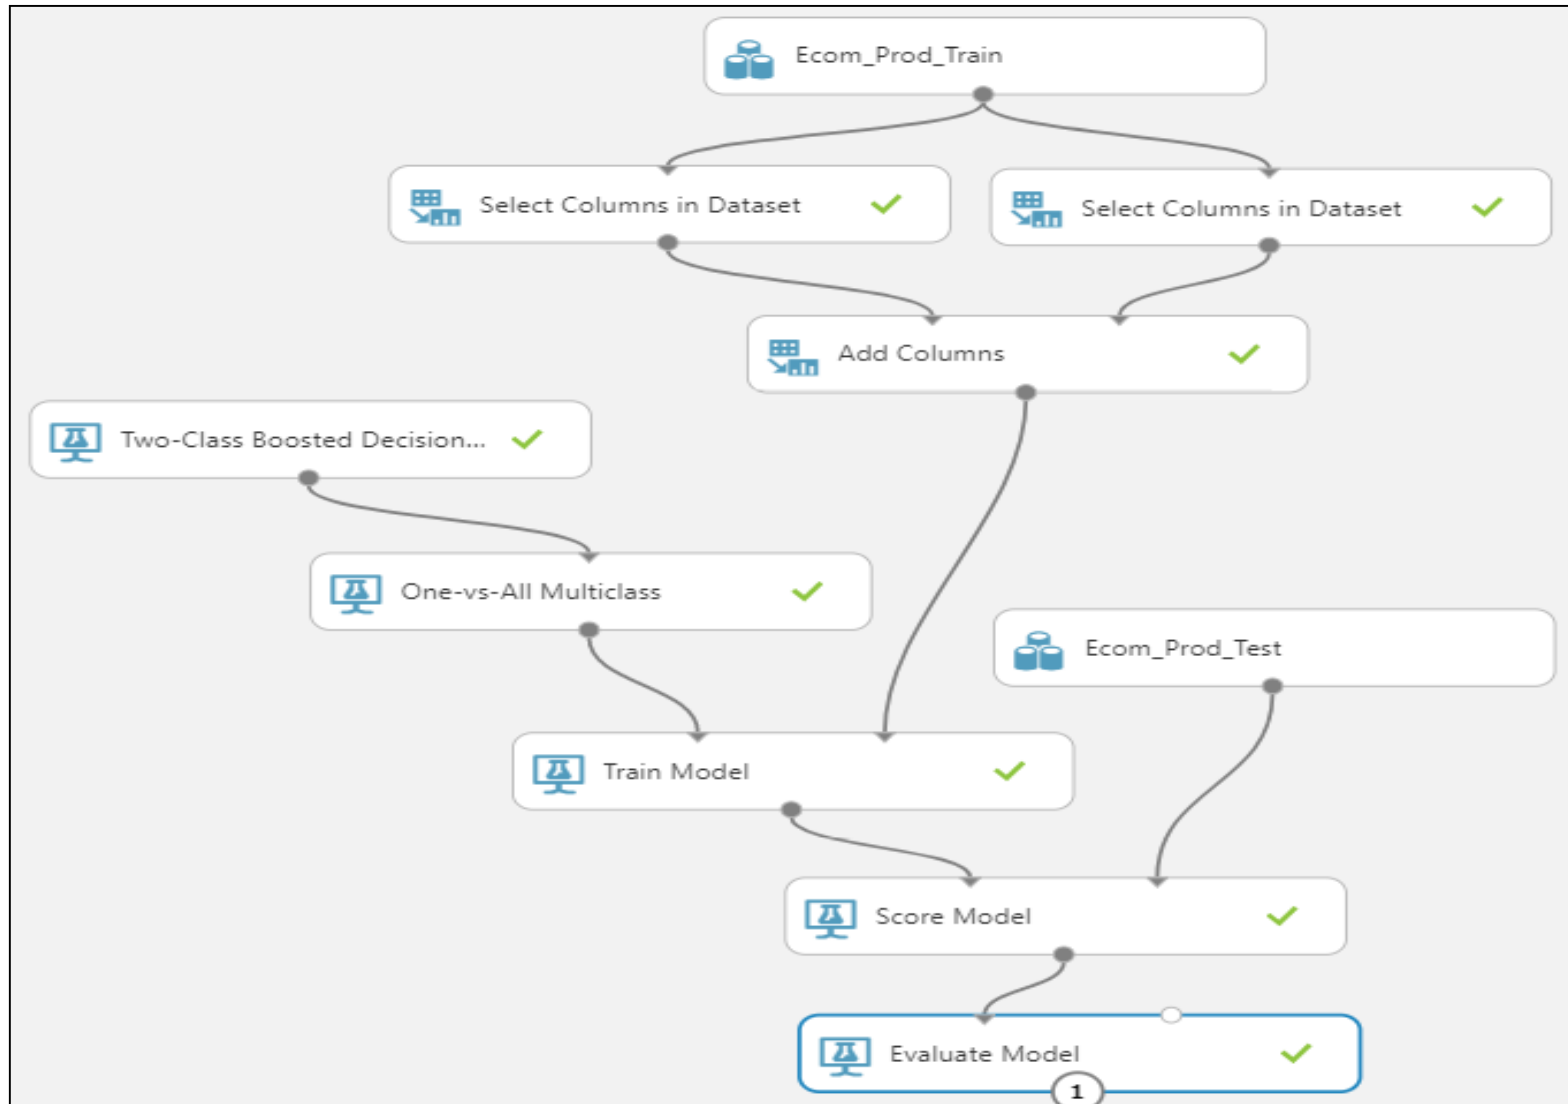 Ecom_Prod_Train
Select Columns in Dataset
Select Columns in Dataset
Add Columns
Two-Class Boosted Decision...
One-vs-All Multiclass
Ecom_Prod_Test
Train Model
Score Model
Evaluate Model
1